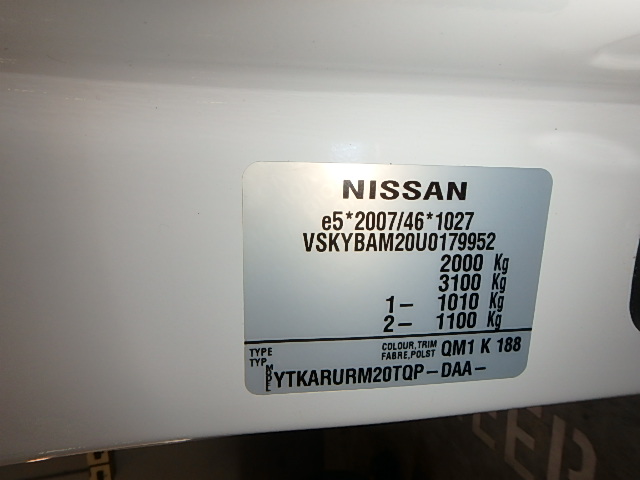 NISSAN
e5*2007/46*1027
VSKYBAM20U0179952
2000 Kg
3100 Kg
1- 1010 Kg
2- 1100 Kg
TYPE COLOUR,TRIM QM1 K 188
TYP FABRE,POLST
YTKARURM20TQP-DAA-